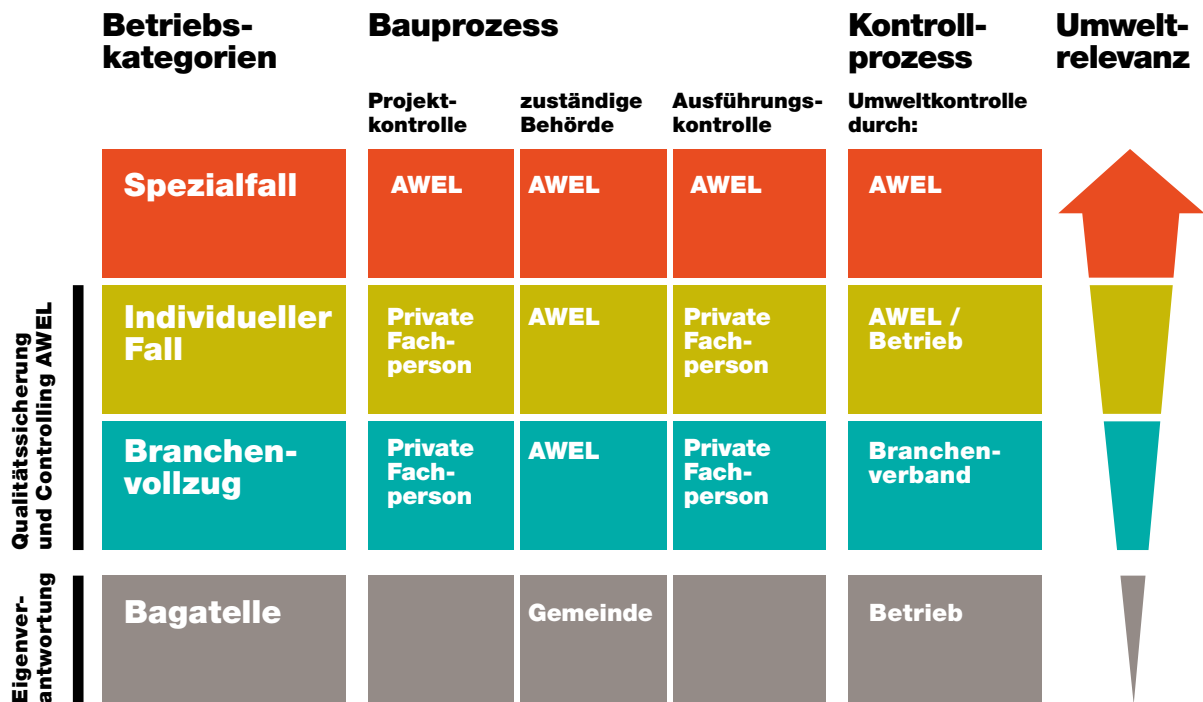 Betriebs-
kategorien
Bauprozess
Kontroll-
prozess
Umwelt-
relevanz
Projekt-
kontrolle
zuständige
Behörde
Ausführungs-
kontrolle
Umweltkontrolle
durch:
Spezialfall
AWEL
AWEL
AWEL
AWEL
Qualitätssicherung
und Controlling AWEL
Individueller
Fall
Private
Fach-
person
AWEL
Private
Fach-
person
AWEL /
Betrieb
Branchen-
vollzug
Private
Fach-
person
AWEL
Private
Fach-
person
Branchen-
verband
Eigenver-
antwortung
Bagatelle
Gemeinde
Betrieb